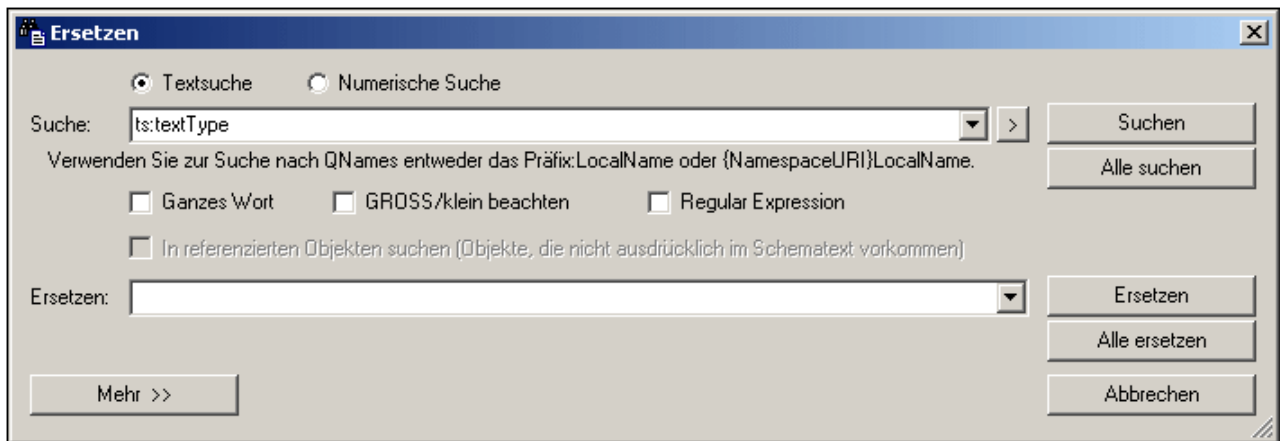 Ersetzen
Textsuche Numerische Suche
Suche: ts:textType > Suchen
Verwenden Sie zur Suche nach QNames entweder das Präfix:LocalName oder {NamespaceURI}LocalName.
Alle suchen
Ganzes Wort GROSS/klein beachten Regular Expression
In referenzierten Objekten suchen (Objekte, die nicht ausdrücklich im Schematext vorkommen)
Ersetzen: Ersetzen
Alle ersetzen
Mehr >> Abbrechen